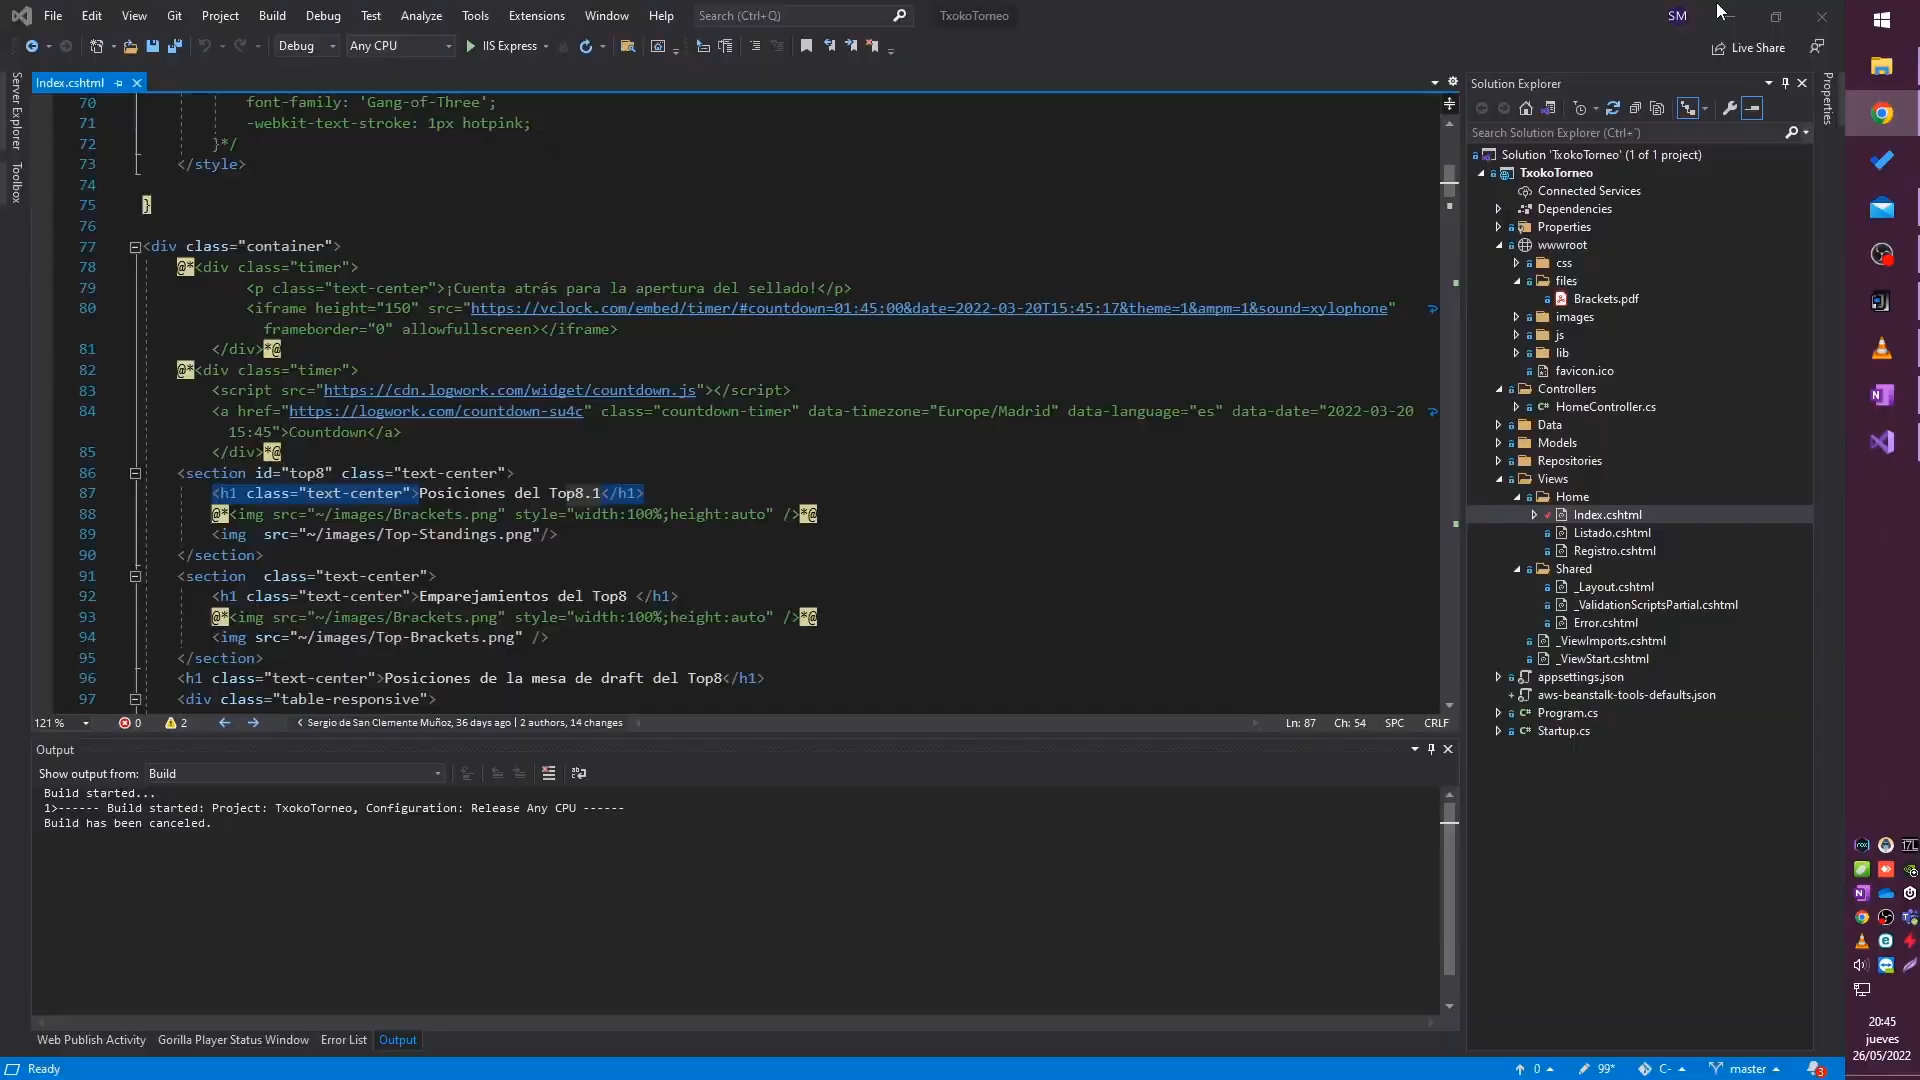 File Edit View Git Project Build Debug Test Analyze Tools Extensions Window Help Search (Ctrl+Q) TxokoTorneo SM
Debug Any CPU IIS Express Live Share
Server Explorer
Toolbox
Index.cshtml
70 font-family: 'Gang-of-Three';
71 -webkit-text-stroke: 1px hotpink;
72 }*/
73 </style>
74
75 }
76
77 <div class="container">
78 @*<div class="timer">
79 <p class="text-center">¡Cuenta atrás para la apertura del sellado!</p>
80 <iframe height="150" src="https://vclock.com/embed/timer/#countdown=01:45:00&date=2022-03-20T15:45:17&theme=1&ampm=1&sound=xylophone"
frameborder="0" allowfullscreen></iframe>
81 </div>*@
82 @*<div class="timer">
83 <script src="https://cdn.logwork.com/widget/countdown.js"></script>
84 <a href="https://logwork.com/countdown-su4c" class="countdown-timer" data-timezone="Europe/Madrid" data-language="es" data-date="2022-03-20
15:45">Countdown</a>
85 </div>*@
86 <section id="top8" class="text-center">
87 <h1 class="text-center">Posiciones del Top8.1</h1>
88 @*<img src="~/images/Brackets.png" style="width:100%;height:auto" />*@
89 <img  src="~/images/Top-Standings.png"/>
90 </section>
91 <section  class="text-center">
92 <h1 class="text-center">Emparejamientos del Top8 </h1>
93 @*<img src="~/images/Brackets.png" style="width:100%;height:auto" />*@
94 <img src="~/images/Top-Brackets.png" />
95 </section>
96 <h1 class="text-center">Posiciones de la mesa de draft del Top8</h1>
97 <div class="table-responsive">
121 % 0 2 Sergio de San Clemente Muñoz, 36 days ago | 2 authors, 14 changes Ln: 87 Ch: 54 SPC CRLF
Output
Show output from: Build
Build started...
1>------ Build started: Project: TxokoTorneo, Configuration: Release Any CPU ------
Build has been canceled.
Web Publish Activity Gorilla Player Status Window Error List Output
Solution Explorer
Search Solution Explorer (Ctrl+´)
Solution 'TxokoTorneo' (1 of 1 project)
TxokoTorneo
Connected Services
Dependencies
Properties
wwwroot
css
files
Brackets.pdf
images
js
lib
favicon.ico
Controllers
C# HomeController.cs
Data
Models
Repositories
Views
Home
Index.cshtml
Listado.cshtml
Registro.cshtml
Shared
_Layout.cshtml
_ValidationScriptsPartial.cshtml
Error.cshtml
_ViewImports.cshtml
_ViewStart.cshtml
appsettings.json
aws-beanstalk-tools-defaults.json
C# Program.cs
C# Startup.cs
Properties
17L
20:45
jueves
26/05/2022
Ready 0 99* C- master 3